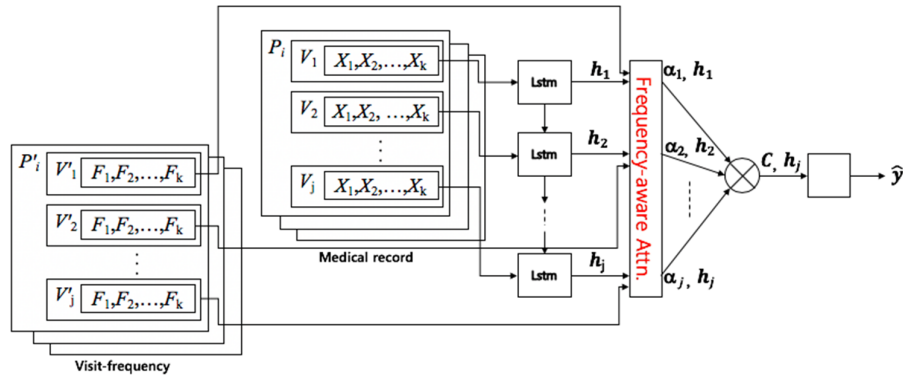 P'i
V'1 F1,F2,…,Fk
V'2 F1,F2,…,Fk
⋮
V'j F1,F2,…,Fk
Visit-frequency
Pi
V1 X1,X2,…,Xk
V2 X1,X2, …,Xk
⋮
Vj X1,X2,…,Xk
Medical record
Lstm
Lstm
Lstm
h1
h2
hj
Frequency-aware Attn.
α1, h1
α2, h2
αj, hj
C, hj
ŷ